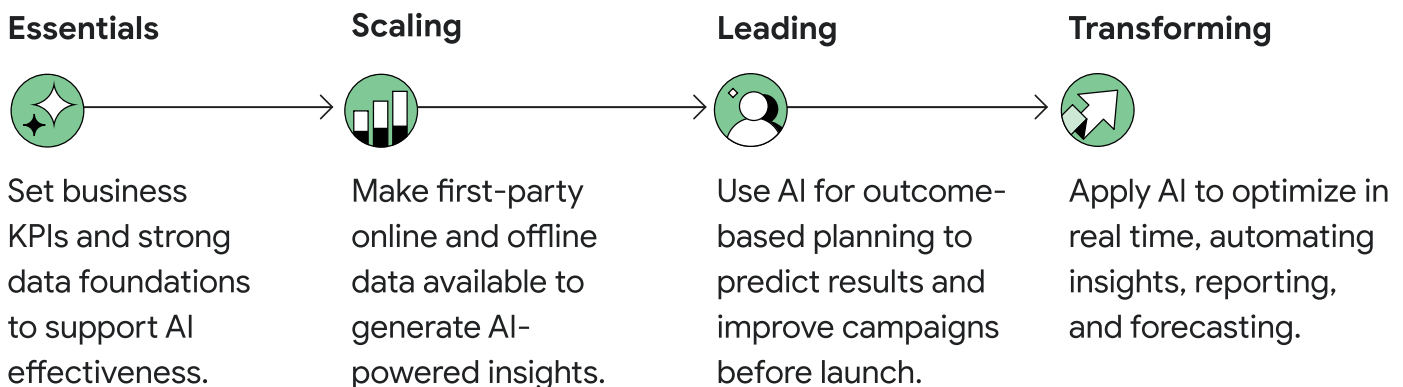 Essentials
Set business
KPIs and strong
data foundations
to support AI
effectiveness.
Scaling
Make first-party
online and offline
data available to
generate AI-
powered insights.
Leading
Use AI for outcome-
based planning to
predict results and
improve campaigns
before launch.
Transforming
Apply AI to optimize in
real time, automating
insights, reporting,
and forecasting.